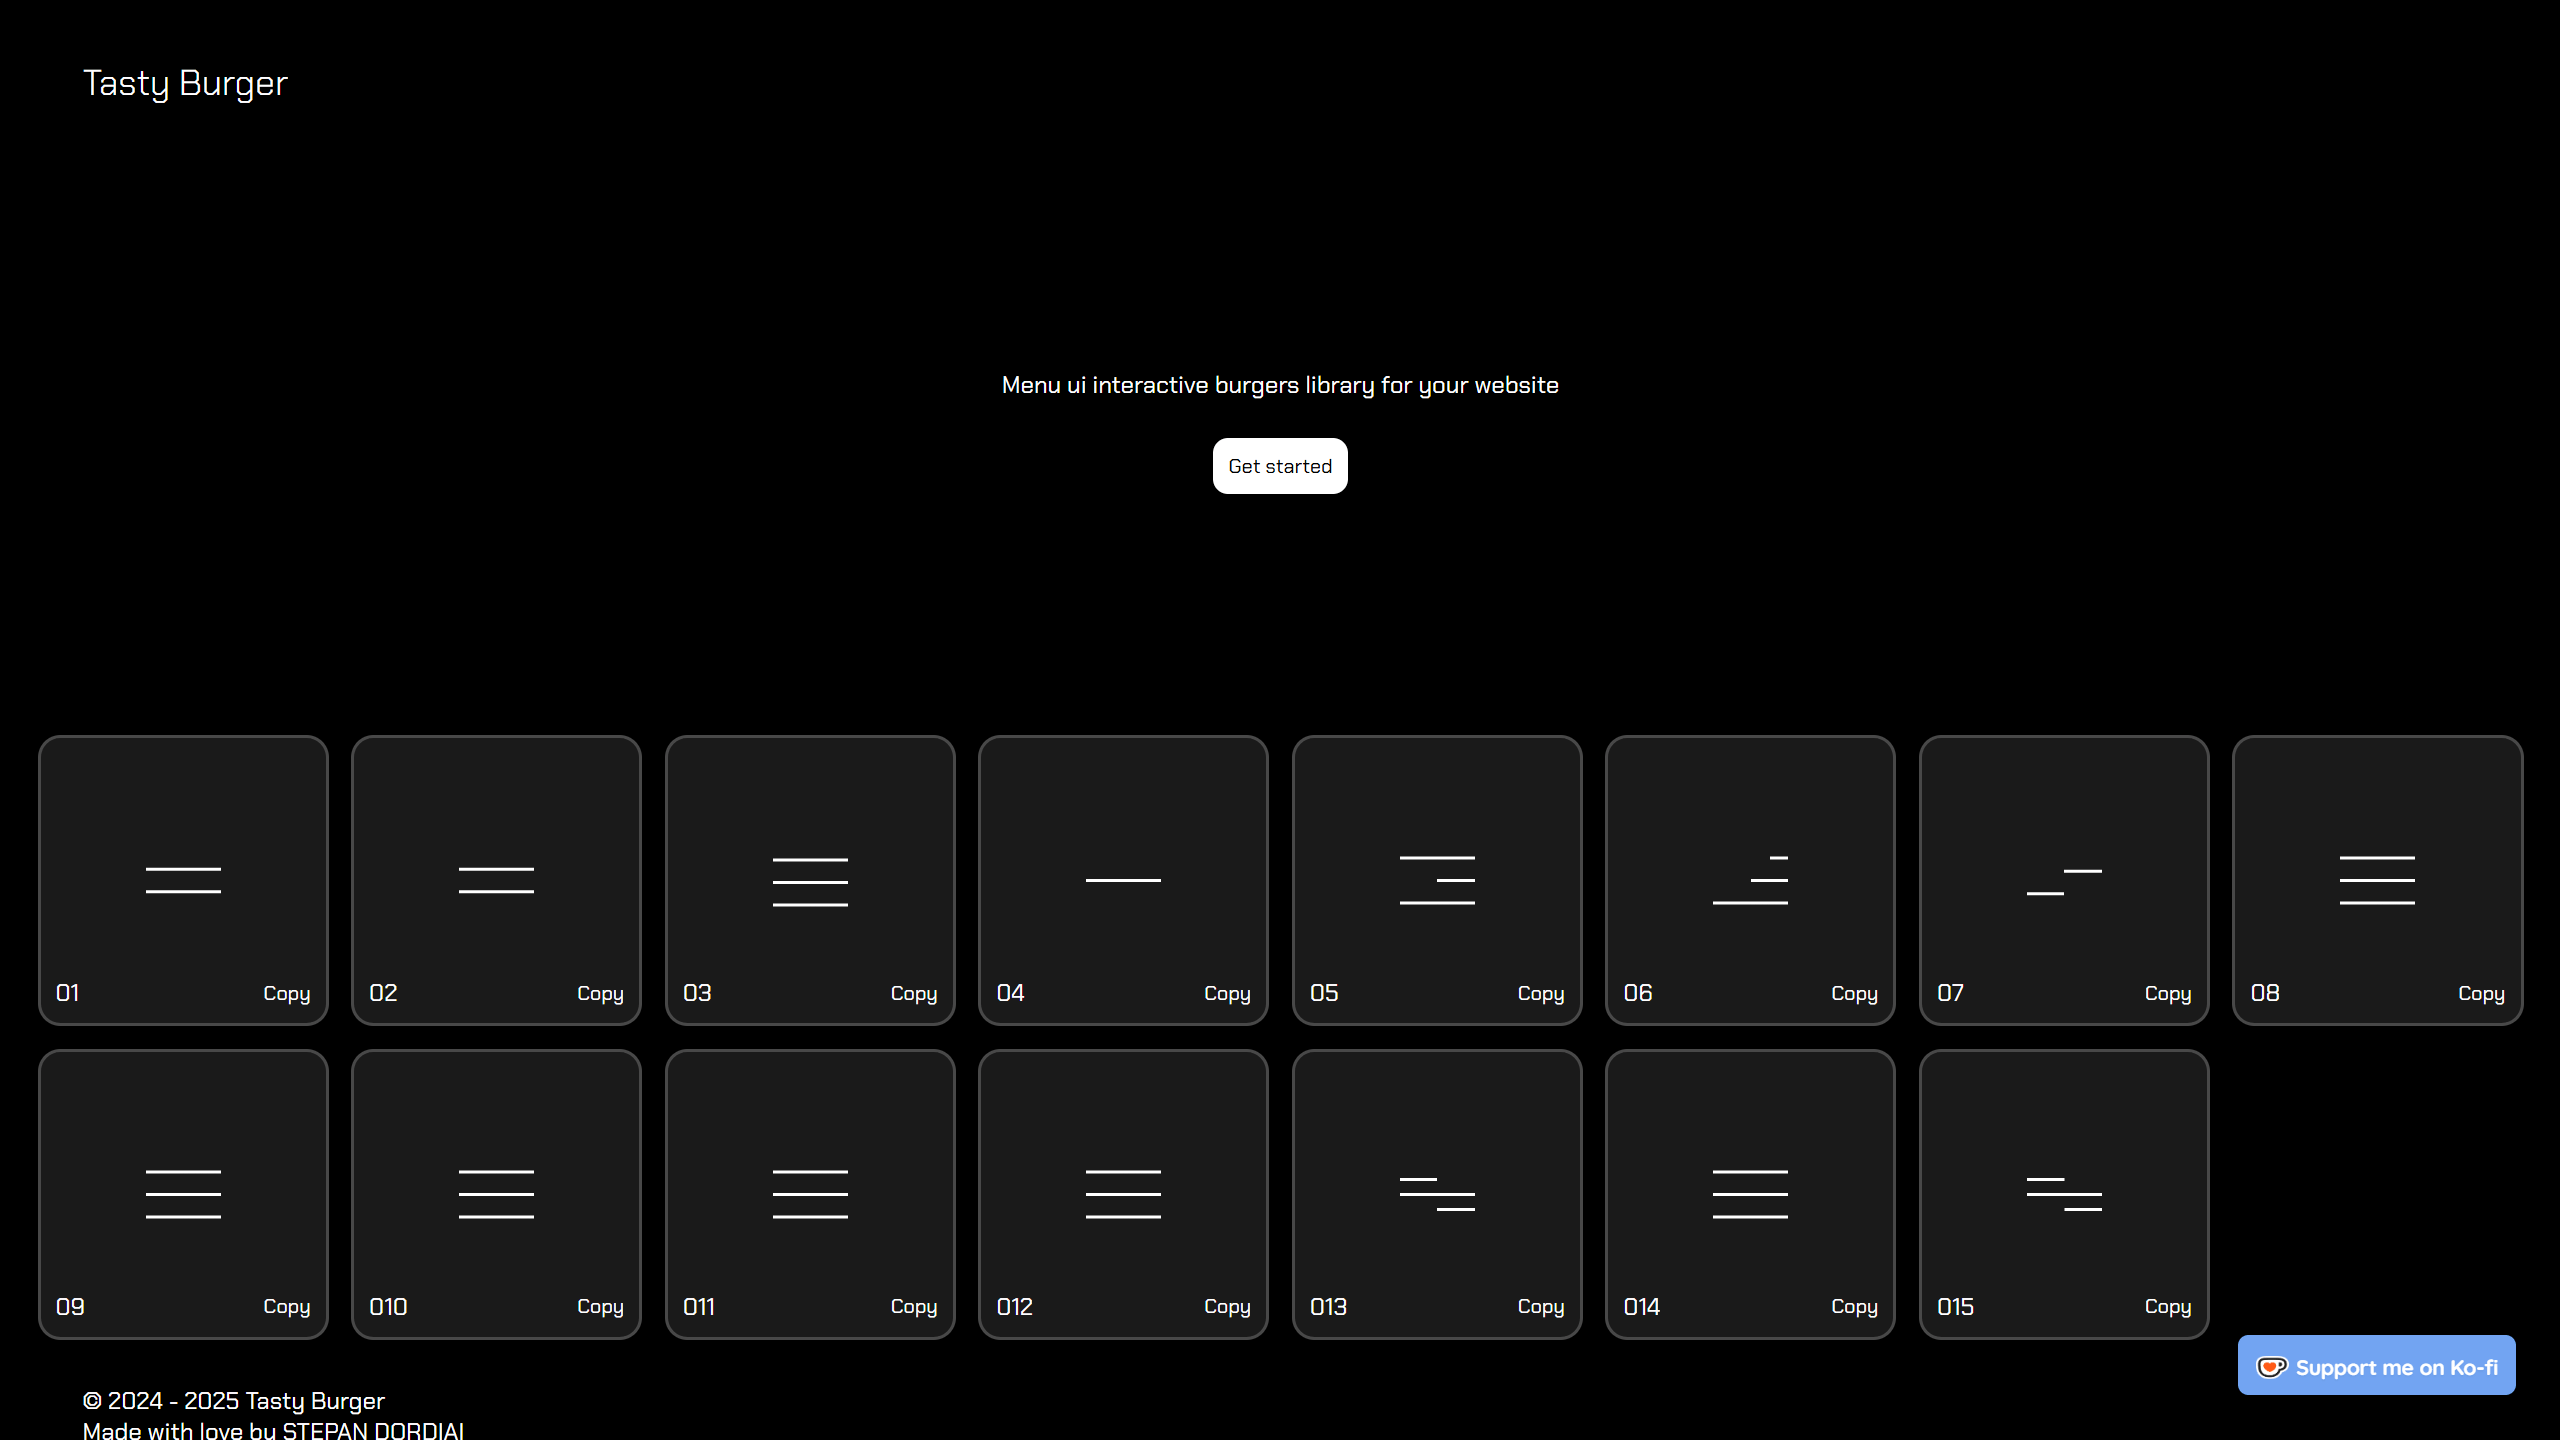 Tasty Burger
Menu ui interactive burgers library for your website
Get started
01 Copy
02 Copy
03 Copy
04 Copy
05 Copy
06 Copy
07 Copy
08 Copy
09 Copy
010 Copy
011 Copy
012 Copy
013 Copy
014 Copy
015 Copy
Support me on Ko-fi
© 2024 - 2025 Tasty Burger
Made with love by STEPAN DORDIAI